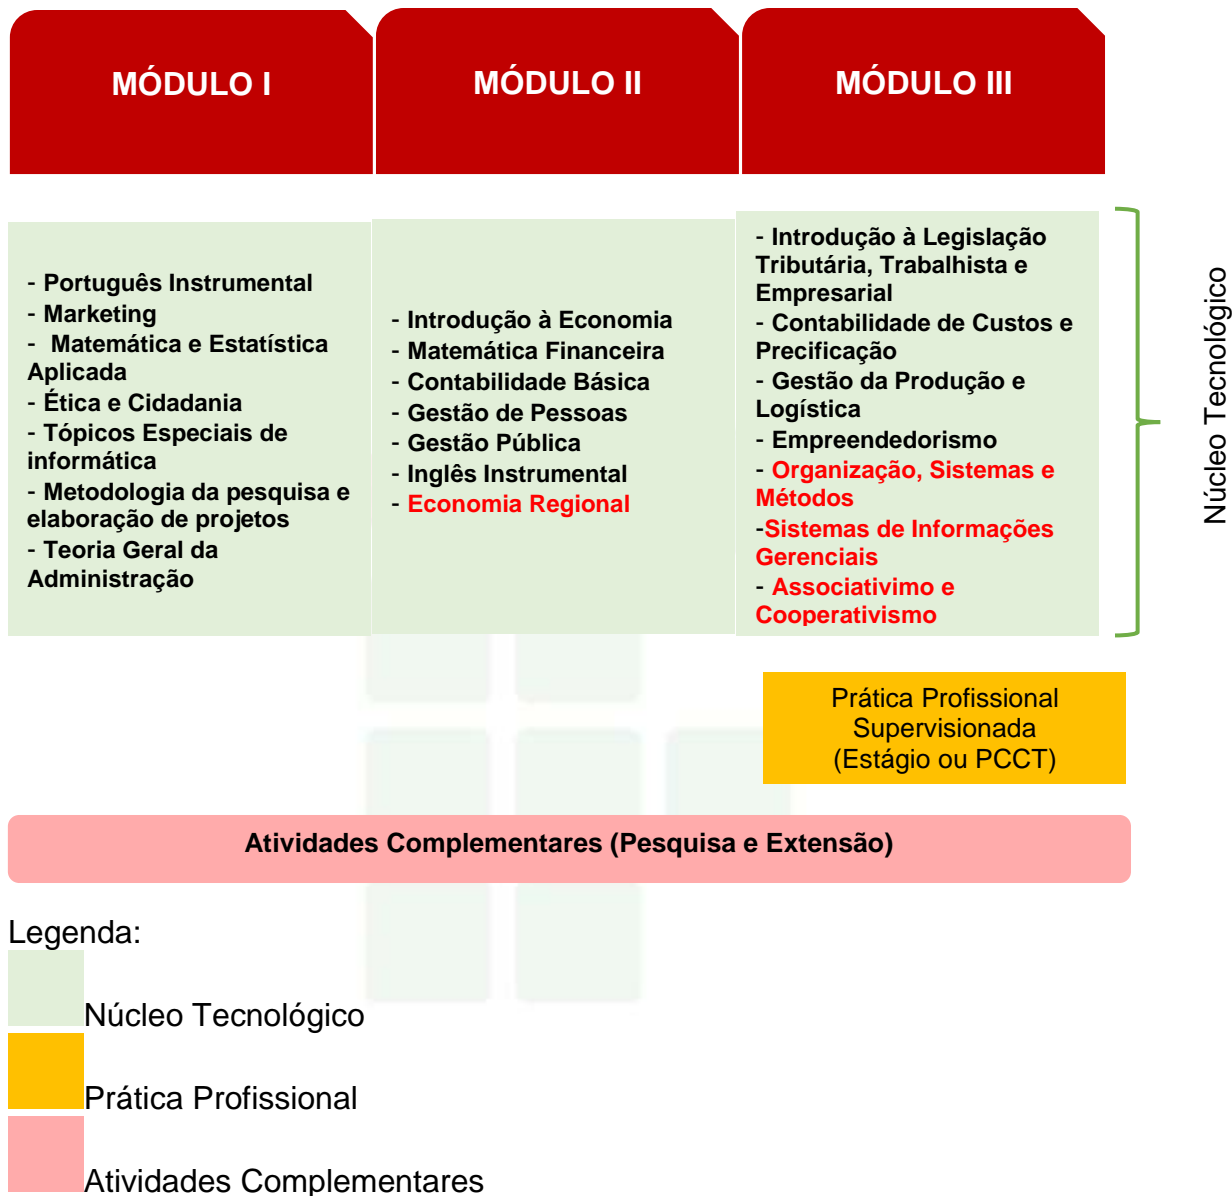 MÓDULO I
MÓDULO II
MÓDULO III
- Português Instrumental
- Marketing
- Matemática e Estatística
Aplicada
- Ética e Cidadania
- Tópicos Especiais de
informática
- Metodologia da pesquisa e
elaboração de projetos
- Teoria Geral da
Administração
- Introdução à Economia
- Matemática Financeira
- Contabilidade Básica
- Gestão de Pessoas
- Gestão Pública
- Inglês Instrumental
- Economia Regional
- Introdução à Legislação
Tributária, Trabalhista e
Empresarial
- Contabilidade de Custos e
Precificação
- Gestão da Produção e
Logística
- Empreendedorismo
- Organização, Sistemas e
Métodos
-Sistemas de Informações
Gerenciais
- Associativimo e
Cooperativismo
Núcleo Tecnológico
Prática Profissional
Supervisionada
(Estágio ou PCCT)
Atividades Complementares (Pesquisa e Extensão)
Legenda:
Núcleo Tecnológico
Prática Profissional
Atividades Complementares